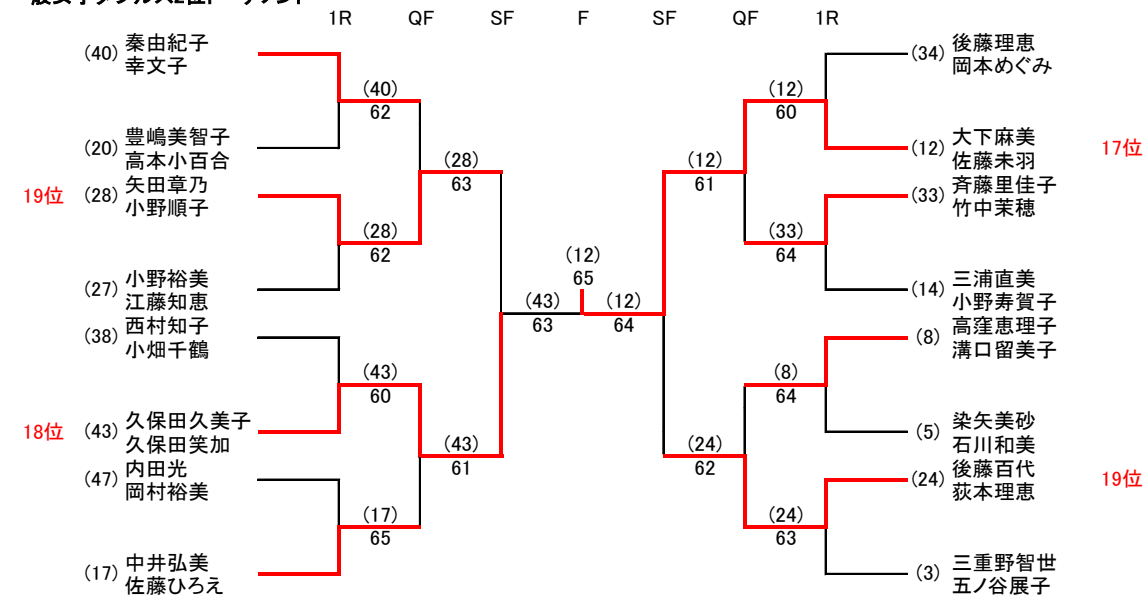 1R QF SF F SF QF 1R
(40) 秦由紀子
幸文子
(20) 豊嶋美智子
高本小百合
19位 (28) 矢田章乃
小野順子
(27) 小野裕美
江藤知恵
(38) 西村知子
小畑千鶴
18位 (43) 久保田久美子
久保田笑加
(47) 内田光
岡村裕美
(17) 中井弘美
佐藤ひろえ
(40)
62
(28)
62
(43)
60
(17)
65
(28)
63
(43)
61
(43)
63
(12)
65
(12)
64
(12)
61
(24)
62
(12)
60
(33)
64
(8)
64
(24)
63
(34) 後藤理恵
岡本めぐみ
(12) 大下麻美 17位
佐藤未羽
(33) 斉藤里佳子
竹中茉穂
(14) 三浦直美
小野寿賀子
(8) 高窪恵理子
溝口留美子
(5) 染矢美砂
石川和美
(24) 後藤百代 19位
荻本理恵
(3) 三重野智世
五ノ谷展子